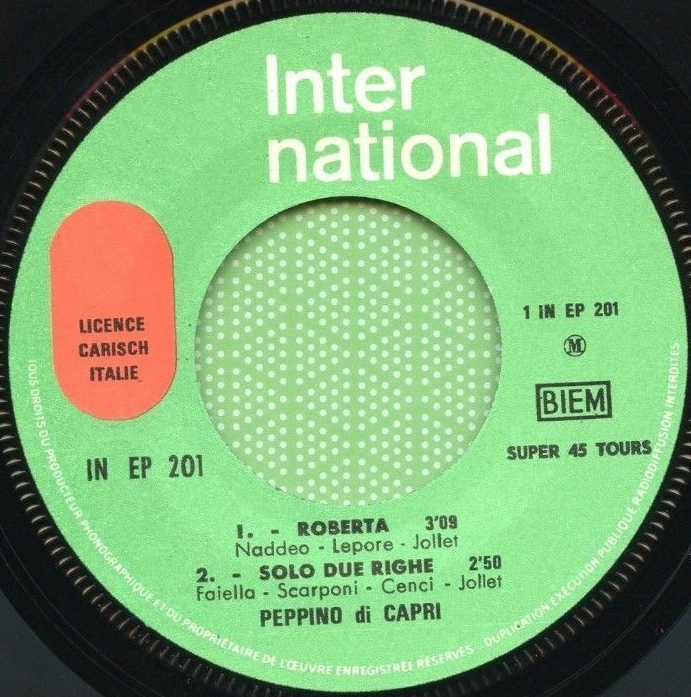 Inter
national
LICENCE
CARISCH
ITALIE
1 IN EP 201
M
BIEM
SUPER 45 TOURS
IN EP 201
1. - ROBERTA 3'09
Naddeo - Lepore - Jollet
2. - SOLO DUE RIGHE 2'50
Faiella - Scarponi - Cenci - Jollet
PEPPINO di CAPRI
TOUS DROITS DU PRODUCTEUR PHONOGRAPHIQUE ET DU PROPRIÉTAIRE DE L'ŒUVRE ENREGISTRÉE RÉSERVÉS - DUPLICATION EXÉCUTION PUBLIQUE RADIODIFFUSION INTERDITES